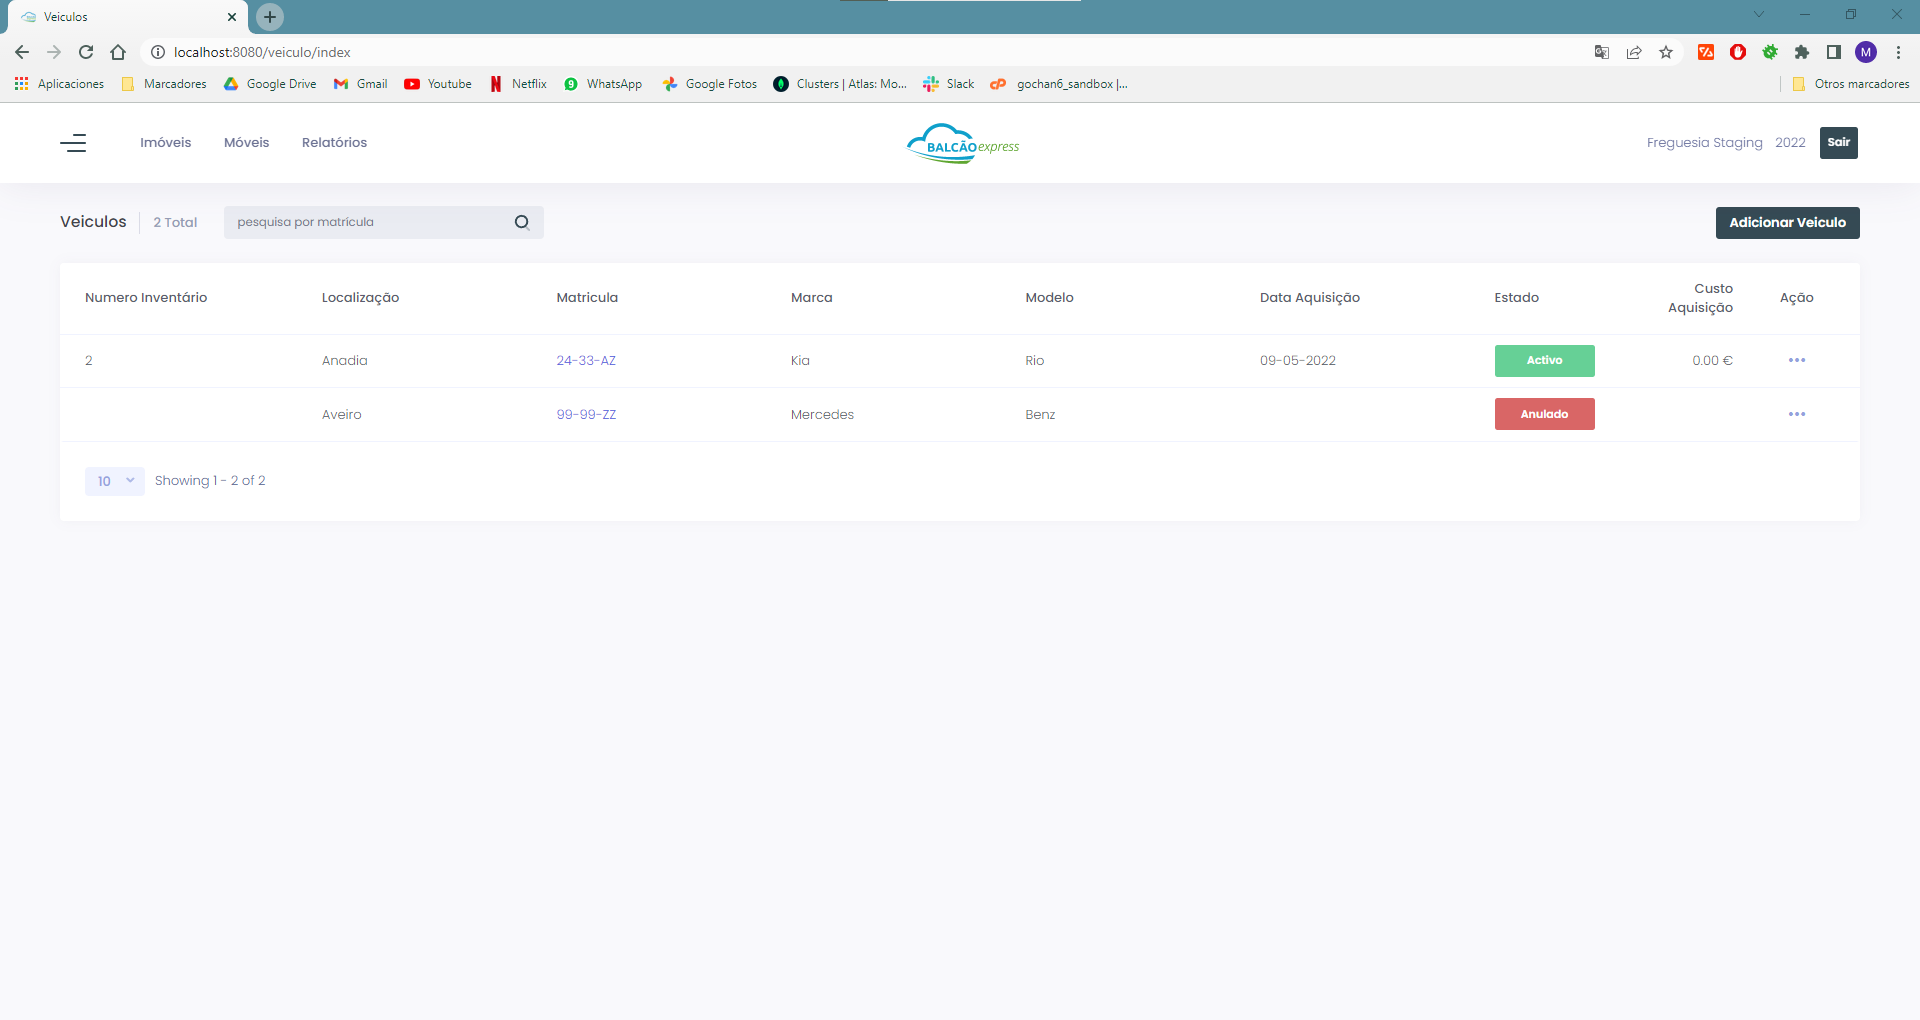 Veiculos
localhost:8080/veiculo/index
M
Aplicaciones Marcadores Google Drive Gmail Youtube Netflix 9 WhatsApp Google Fotos Clusters | Atlas: Mo... Slack cP gochan6_sandbox |... Otros marcadores
Imóveis Móveis Relatórios BALCÃO express Freguesia Staging 2022 Sair
Veiculos 2 Total pesquisa por matrícula Adicionar Veiculo
Numero Inventário Localização Matricula Marca Modelo Data Aquisição Estado Custo Aquisição Ação
2 Anadia 24-33-AZ Kia Rio 09-05-2022 Activo 0.00 €
Aveiro 99-99-ZZ Mercedes Benz Anulado
10 Showing 1 - 2 of 2